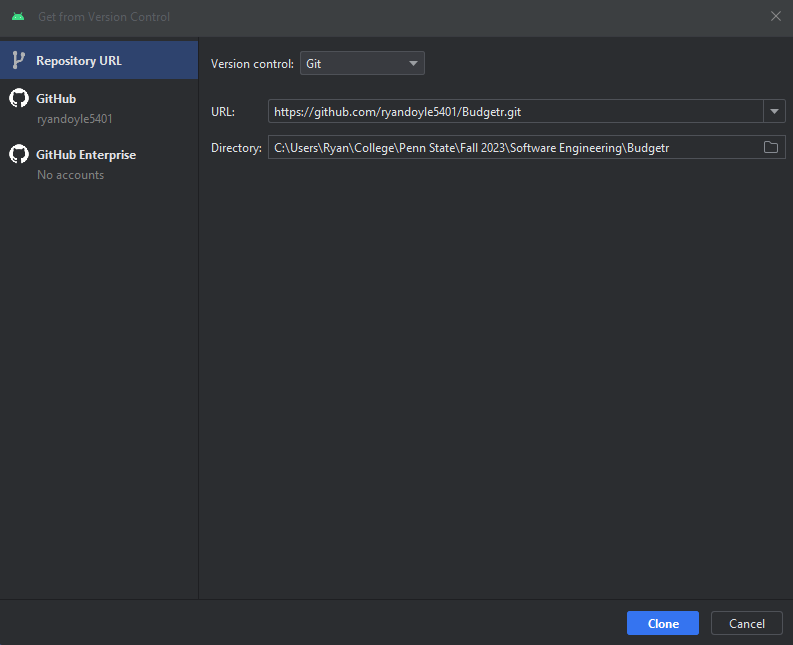 Get from Version Control
Repository URL
GitHub
ryandoyle5401
GitHub Enterprise
No accounts
Version control: Git
URL: https://github.com/ryandoyle5401/Budgetr.git
Directory: C:\Users\Ryan\College\Penn State\Fall 2023\Software Engineering\Budgetr
Clone Cancel